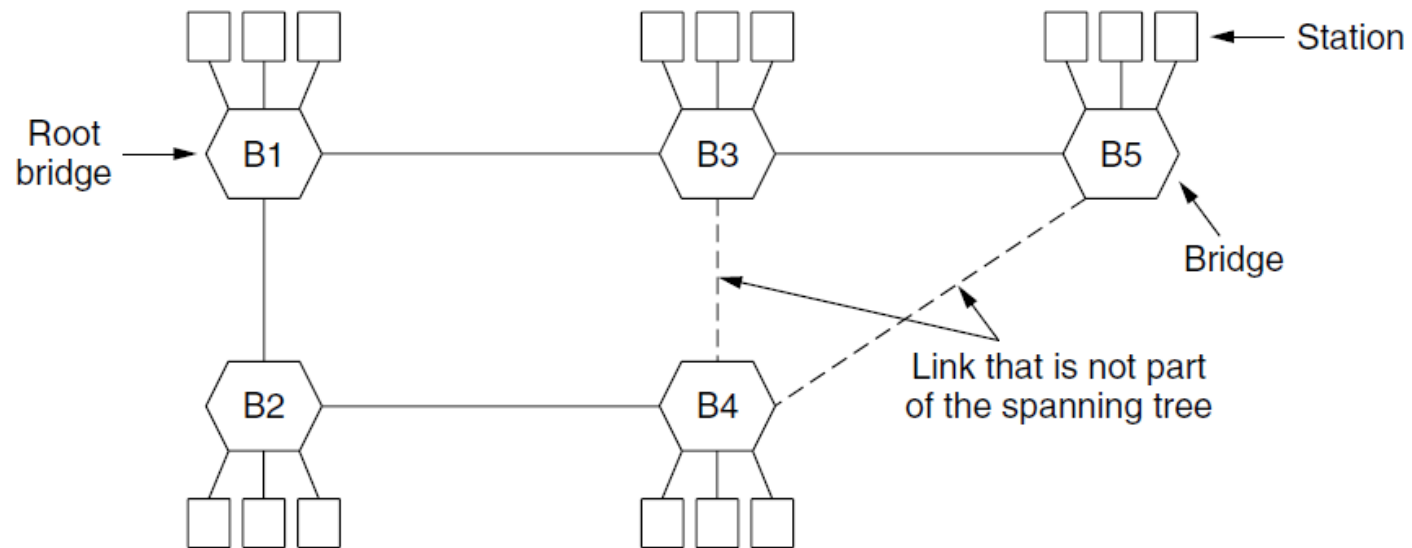 Station
Root
bridge
B1
B3
B5
Bridge
Link that is not part
of the spanning tree
B2
B4